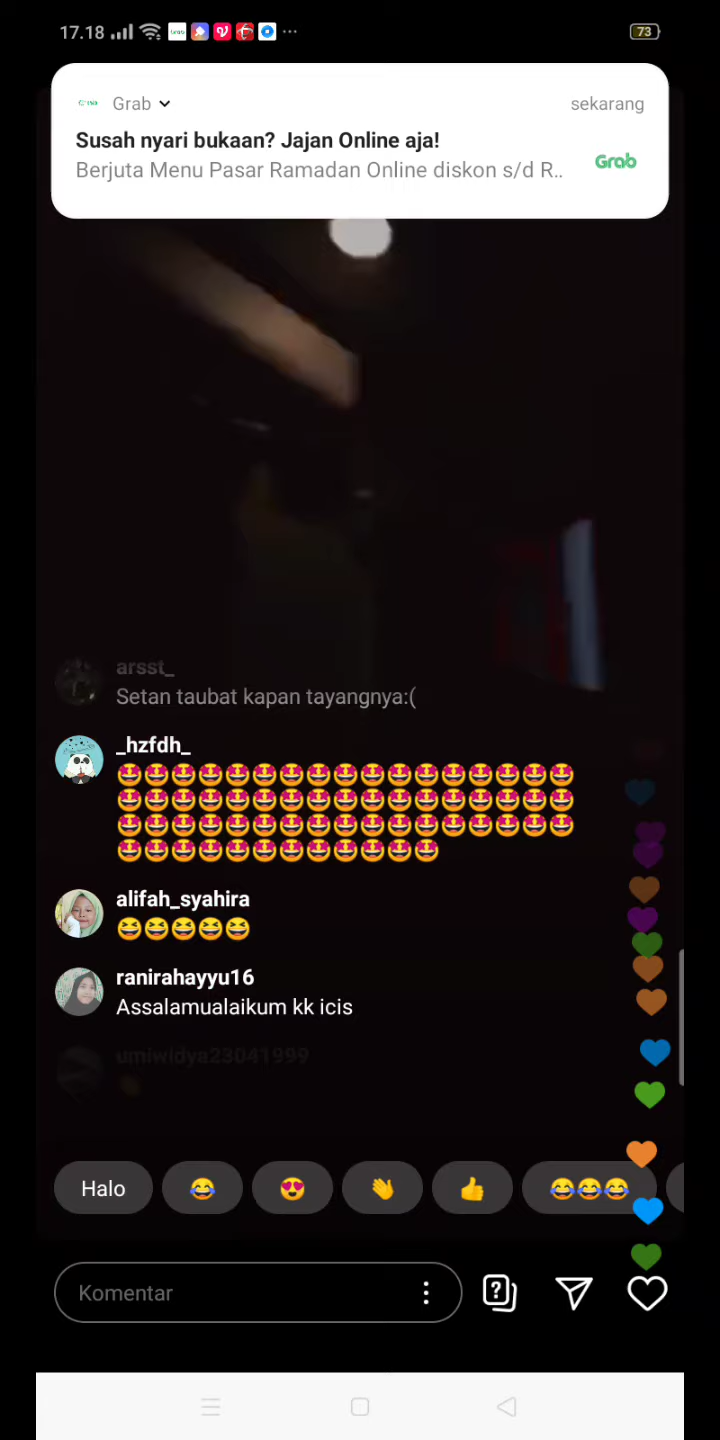 17.18
73
Grab
sekarang
Susah nyari bukaan? Jajan Online aja!
Berjuta Menu Pasar Ramadan Online diskon s/d R..
Grab
arsst_
Setan taubat kapan tayangnya:(
_hzfdh_
🤩🤩🤩🤩🤩🤩🤩🤩🤩🤩🤩🤩🤩🤩🤩🤩🤩
🤩🤩🤩🤩🤩🤩🤩🤩🤩🤩🤩🤩🤩🤩🤩🤩🤩
🤩🤩🤩🤩🤩🤩🤩🤩🤩🤩🤩🤩🤩🤩🤩🤩🤩
🤩🤩🤩🤩🤩🤩🤩🤩🤩🤩🤩🤩
alifah_syahira
😆😆😆😆😆
ranirahayyu16
Assalamualaikum kk icis
umiwidya23041999
Halo 😂 😍 👋 👍 😂😂😂
Komentar